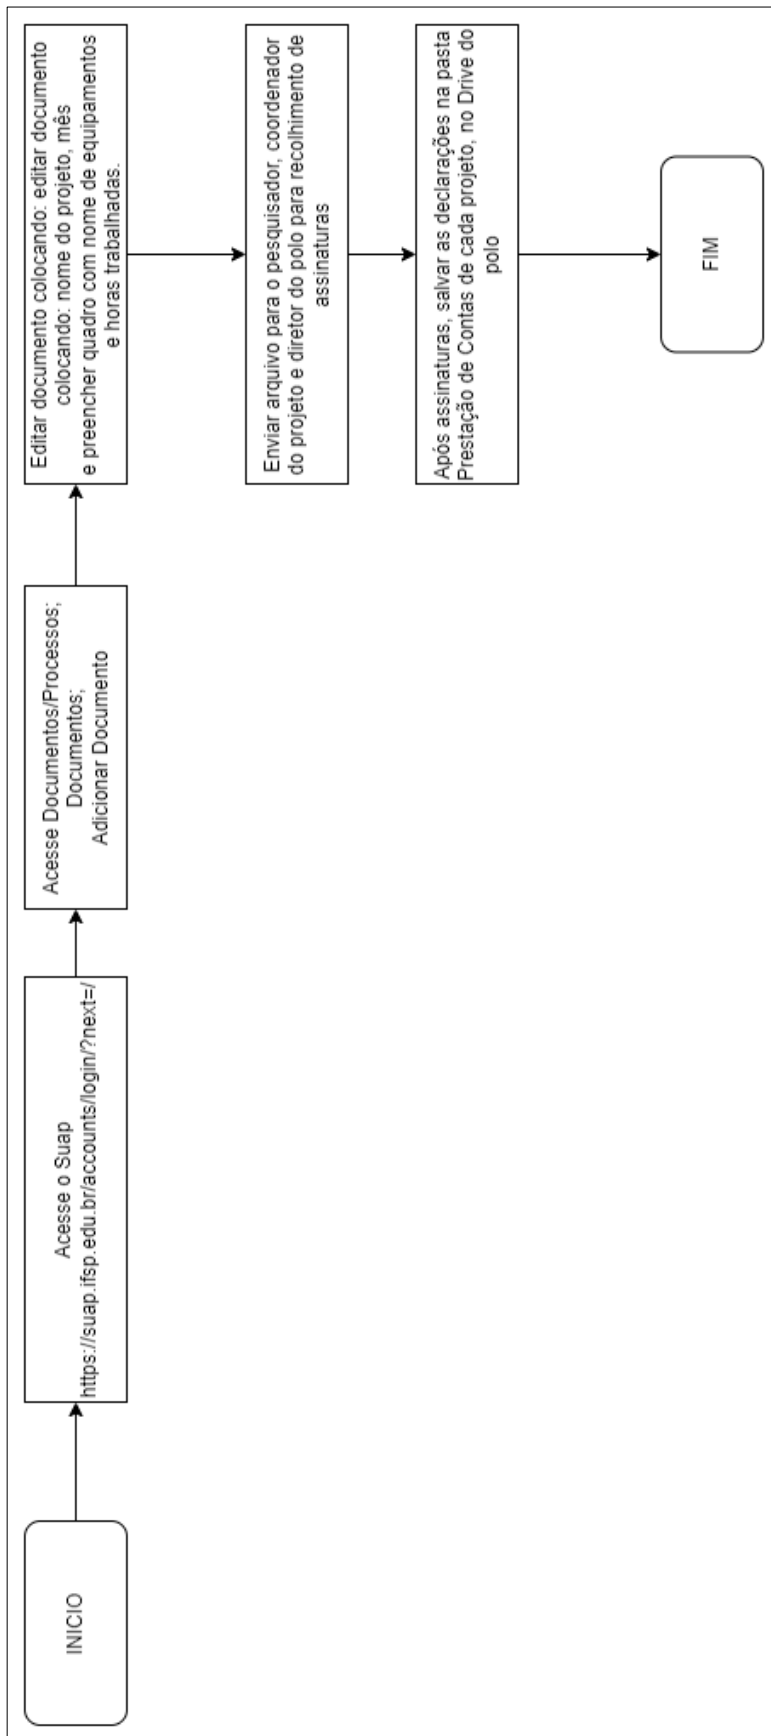 INICIO
Acesse o Suap
https://suap.ifsp.edu.br/accounts/login/?next=/
Acesse Documentos/Processos;
Documentos;
Adicionar Documento
Editar documento colocando: editar documento
colocando: nome do projeto, mês
e preencher quadro com nome de equipamentos
e horas trabalhadas.
Enviar arquivo para o pesquisador, coordenador
do projeto e diretor do polo para recolhimento de
assinaturas
Após assinaturas, salvar as declarações na pasta
Prestação de Contas de cada projeto, no Drive do
polo
FIM